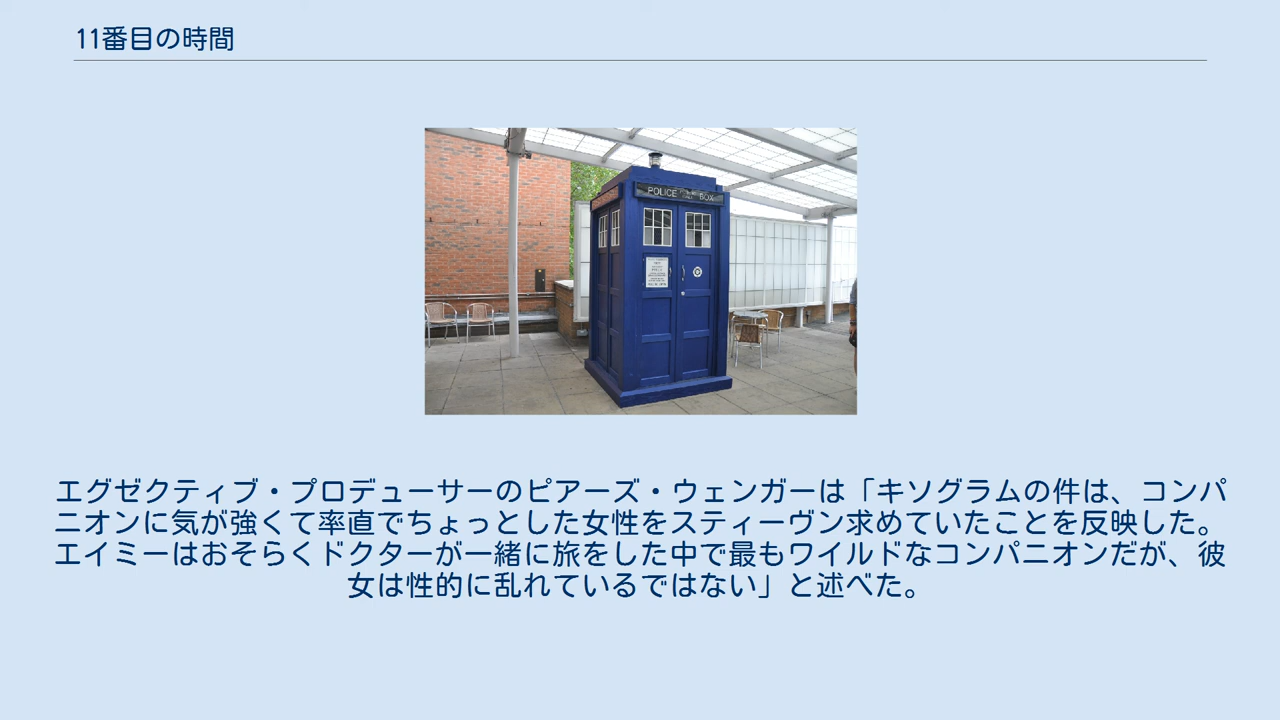 11番目の時間
POLICE BOX
エグゼクティブ・プロデューサーのピアーズ・ウェンガーは「キソグラムの件は、コンパ
ニオンに気が強くて率直でちょっとした女性をスティーヴン求めていたことを反映した。
エイミーはおそらくドクターが一緒に旅をした中で最もワイルドなコンパニオンだが、彼
女は性的に乱れているではない」と述べた。